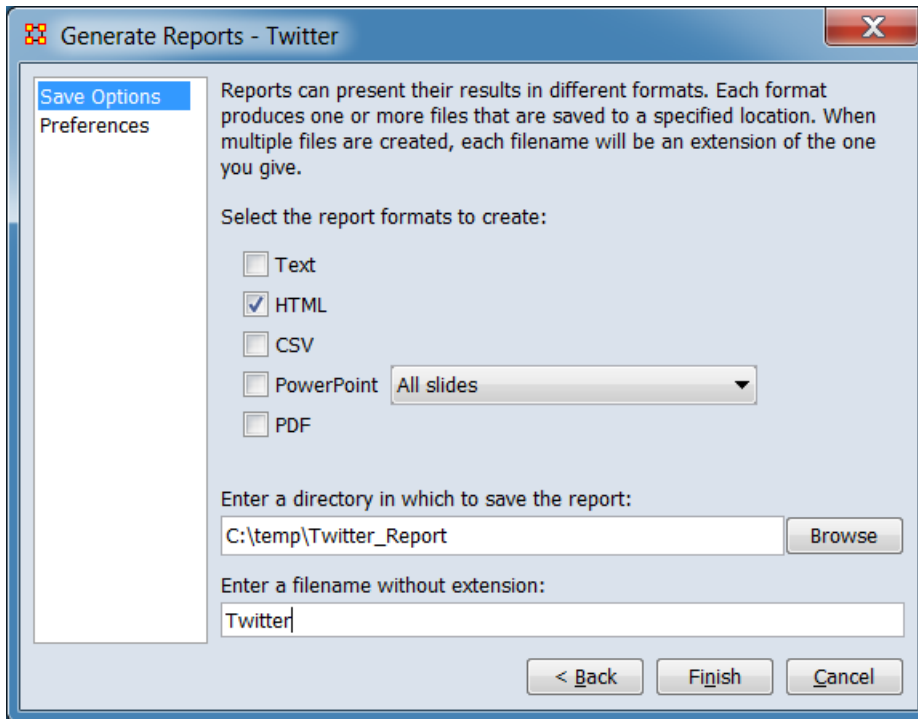 Generate Reports - Twitter
X
Save Options
Preferences
Reports can present their results in different formats. Each format
produces one or more files that are saved to a specified location. When
multiple files are created, each filename will be an extension of the one
you give.
Select the report formats to create:
Text
HTML
CSV
PowerPoint All slides
PDF
Enter a directory in which to save the report:
C:\temp\Twitter_Report Browse
Enter a filename without extension:
Twitter
< Back Finish Cancel